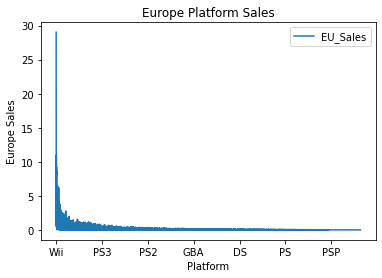 Europe Platform Sales
30
25
20
15
10
5
0
Europe Sales
EU_Sales
Wii PS3 PS2 GBA DS PS PSP
Platform